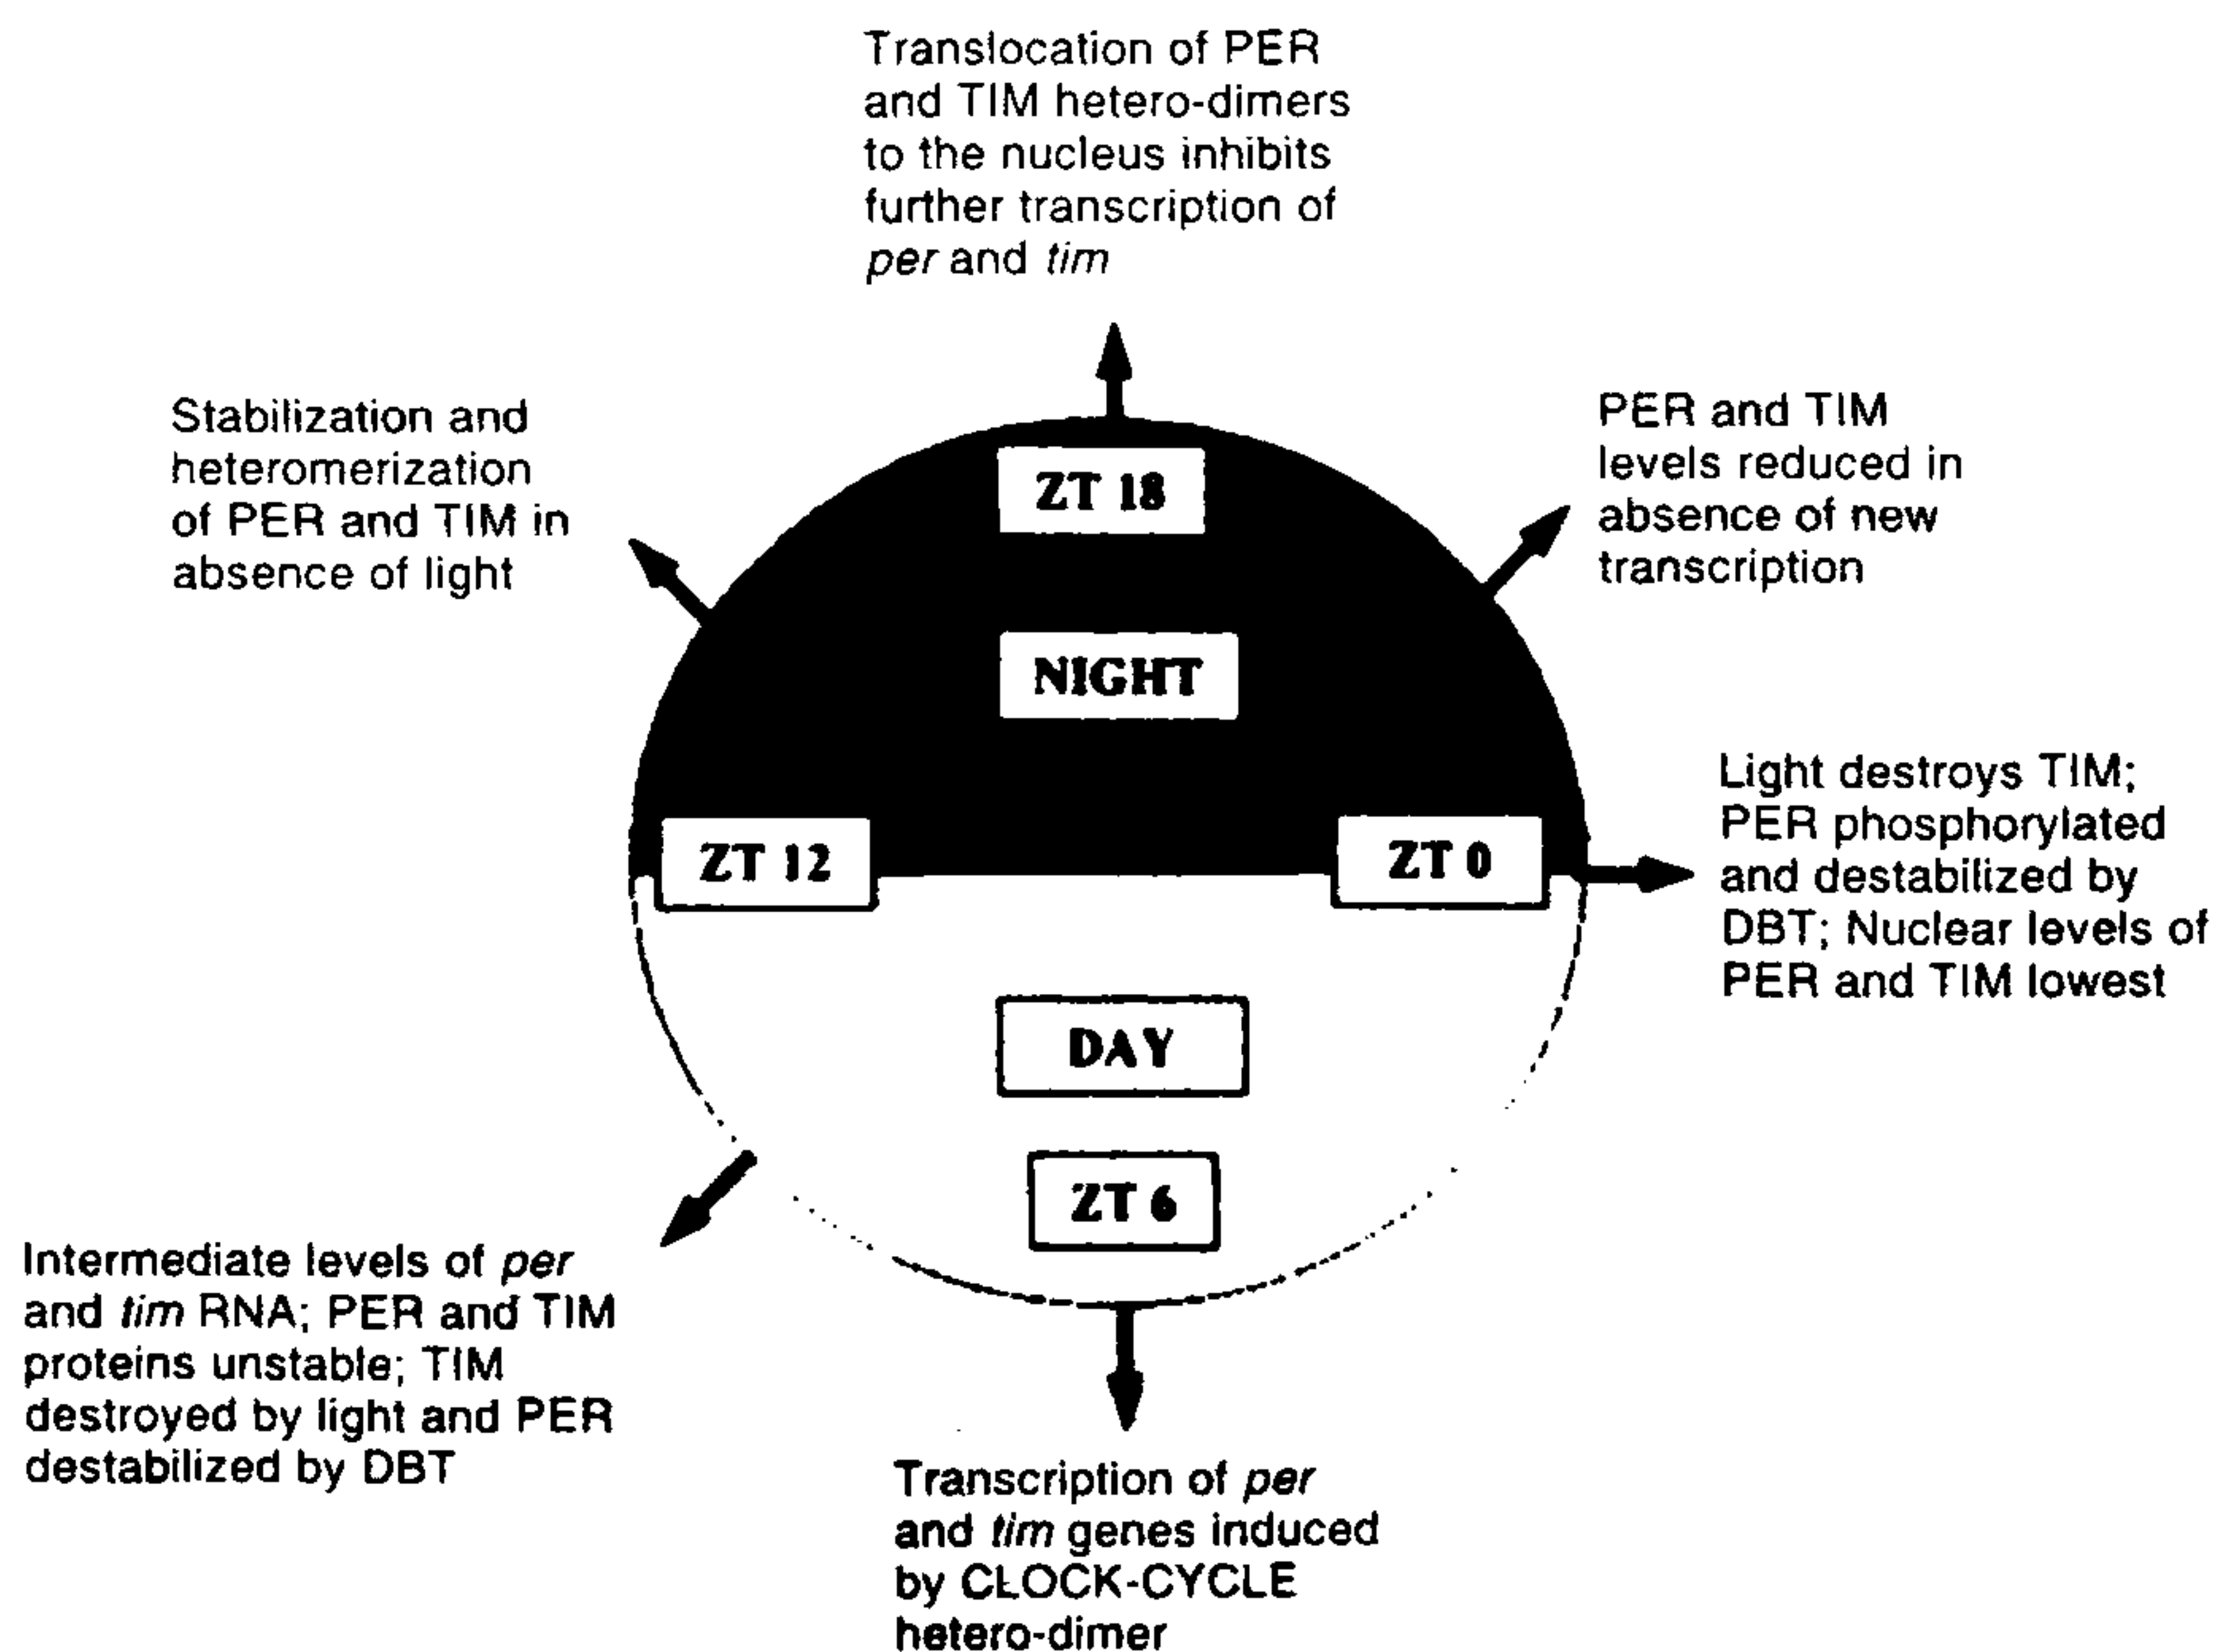 Translocation of PER
and TIM hetero-dimers
to the nucleus inhibits
further transcription of
per and tim
Stabilization and
heteromerization
of PER and TIM in
absence of light
PER and TIM
levels reduced in
absence of new
transcription
ZT 18
NIGHT
ZT 12
ZT 0
Light destroys TIM;
PER phosphorylated
and destabilized by
DBT; Nuclear levels of
PER and TIM lowest
DAY
ZT 6
Intermediate levels of per
and tim RNA; PER and TIM
proteins unstable; TIM
destroyed by light and PER
destabilized by DBT
Transcription of per
and tim genes induced
by CLOCK-CYCLE
hetero-dimer